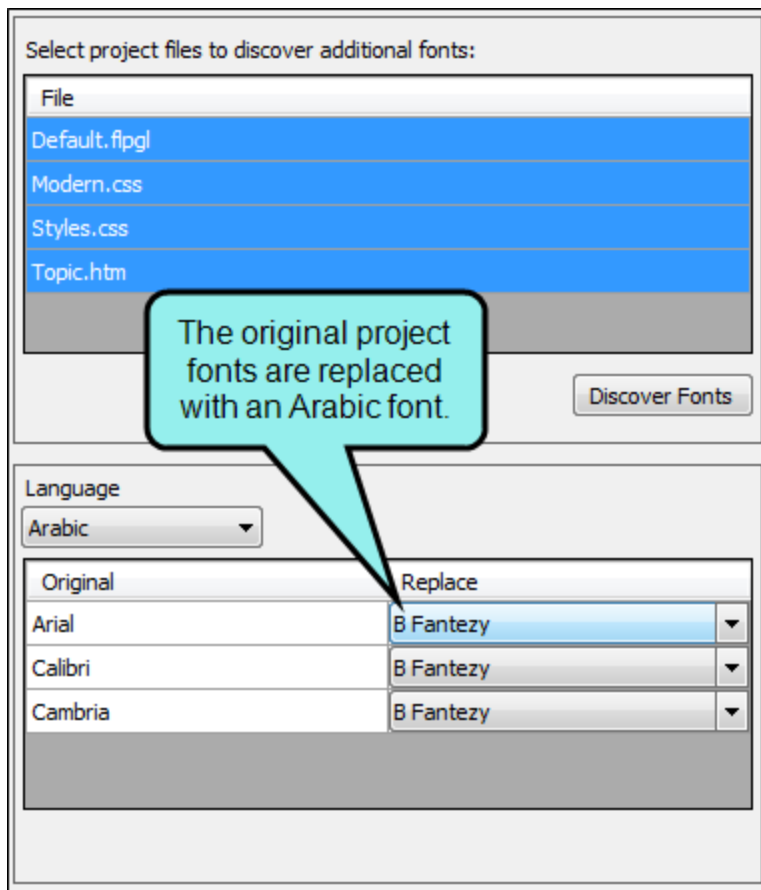 Select project files to discover additional fonts:
File
Default.flpgl
Modern.css
Styles.css
Topic.htm
The original project
fonts are replaced
with an Arabic font.
Discover Fonts
Language
Arabic
Original Replace
Arial B Fantezy
Calibri B Fantezy
Cambria B Fantezy